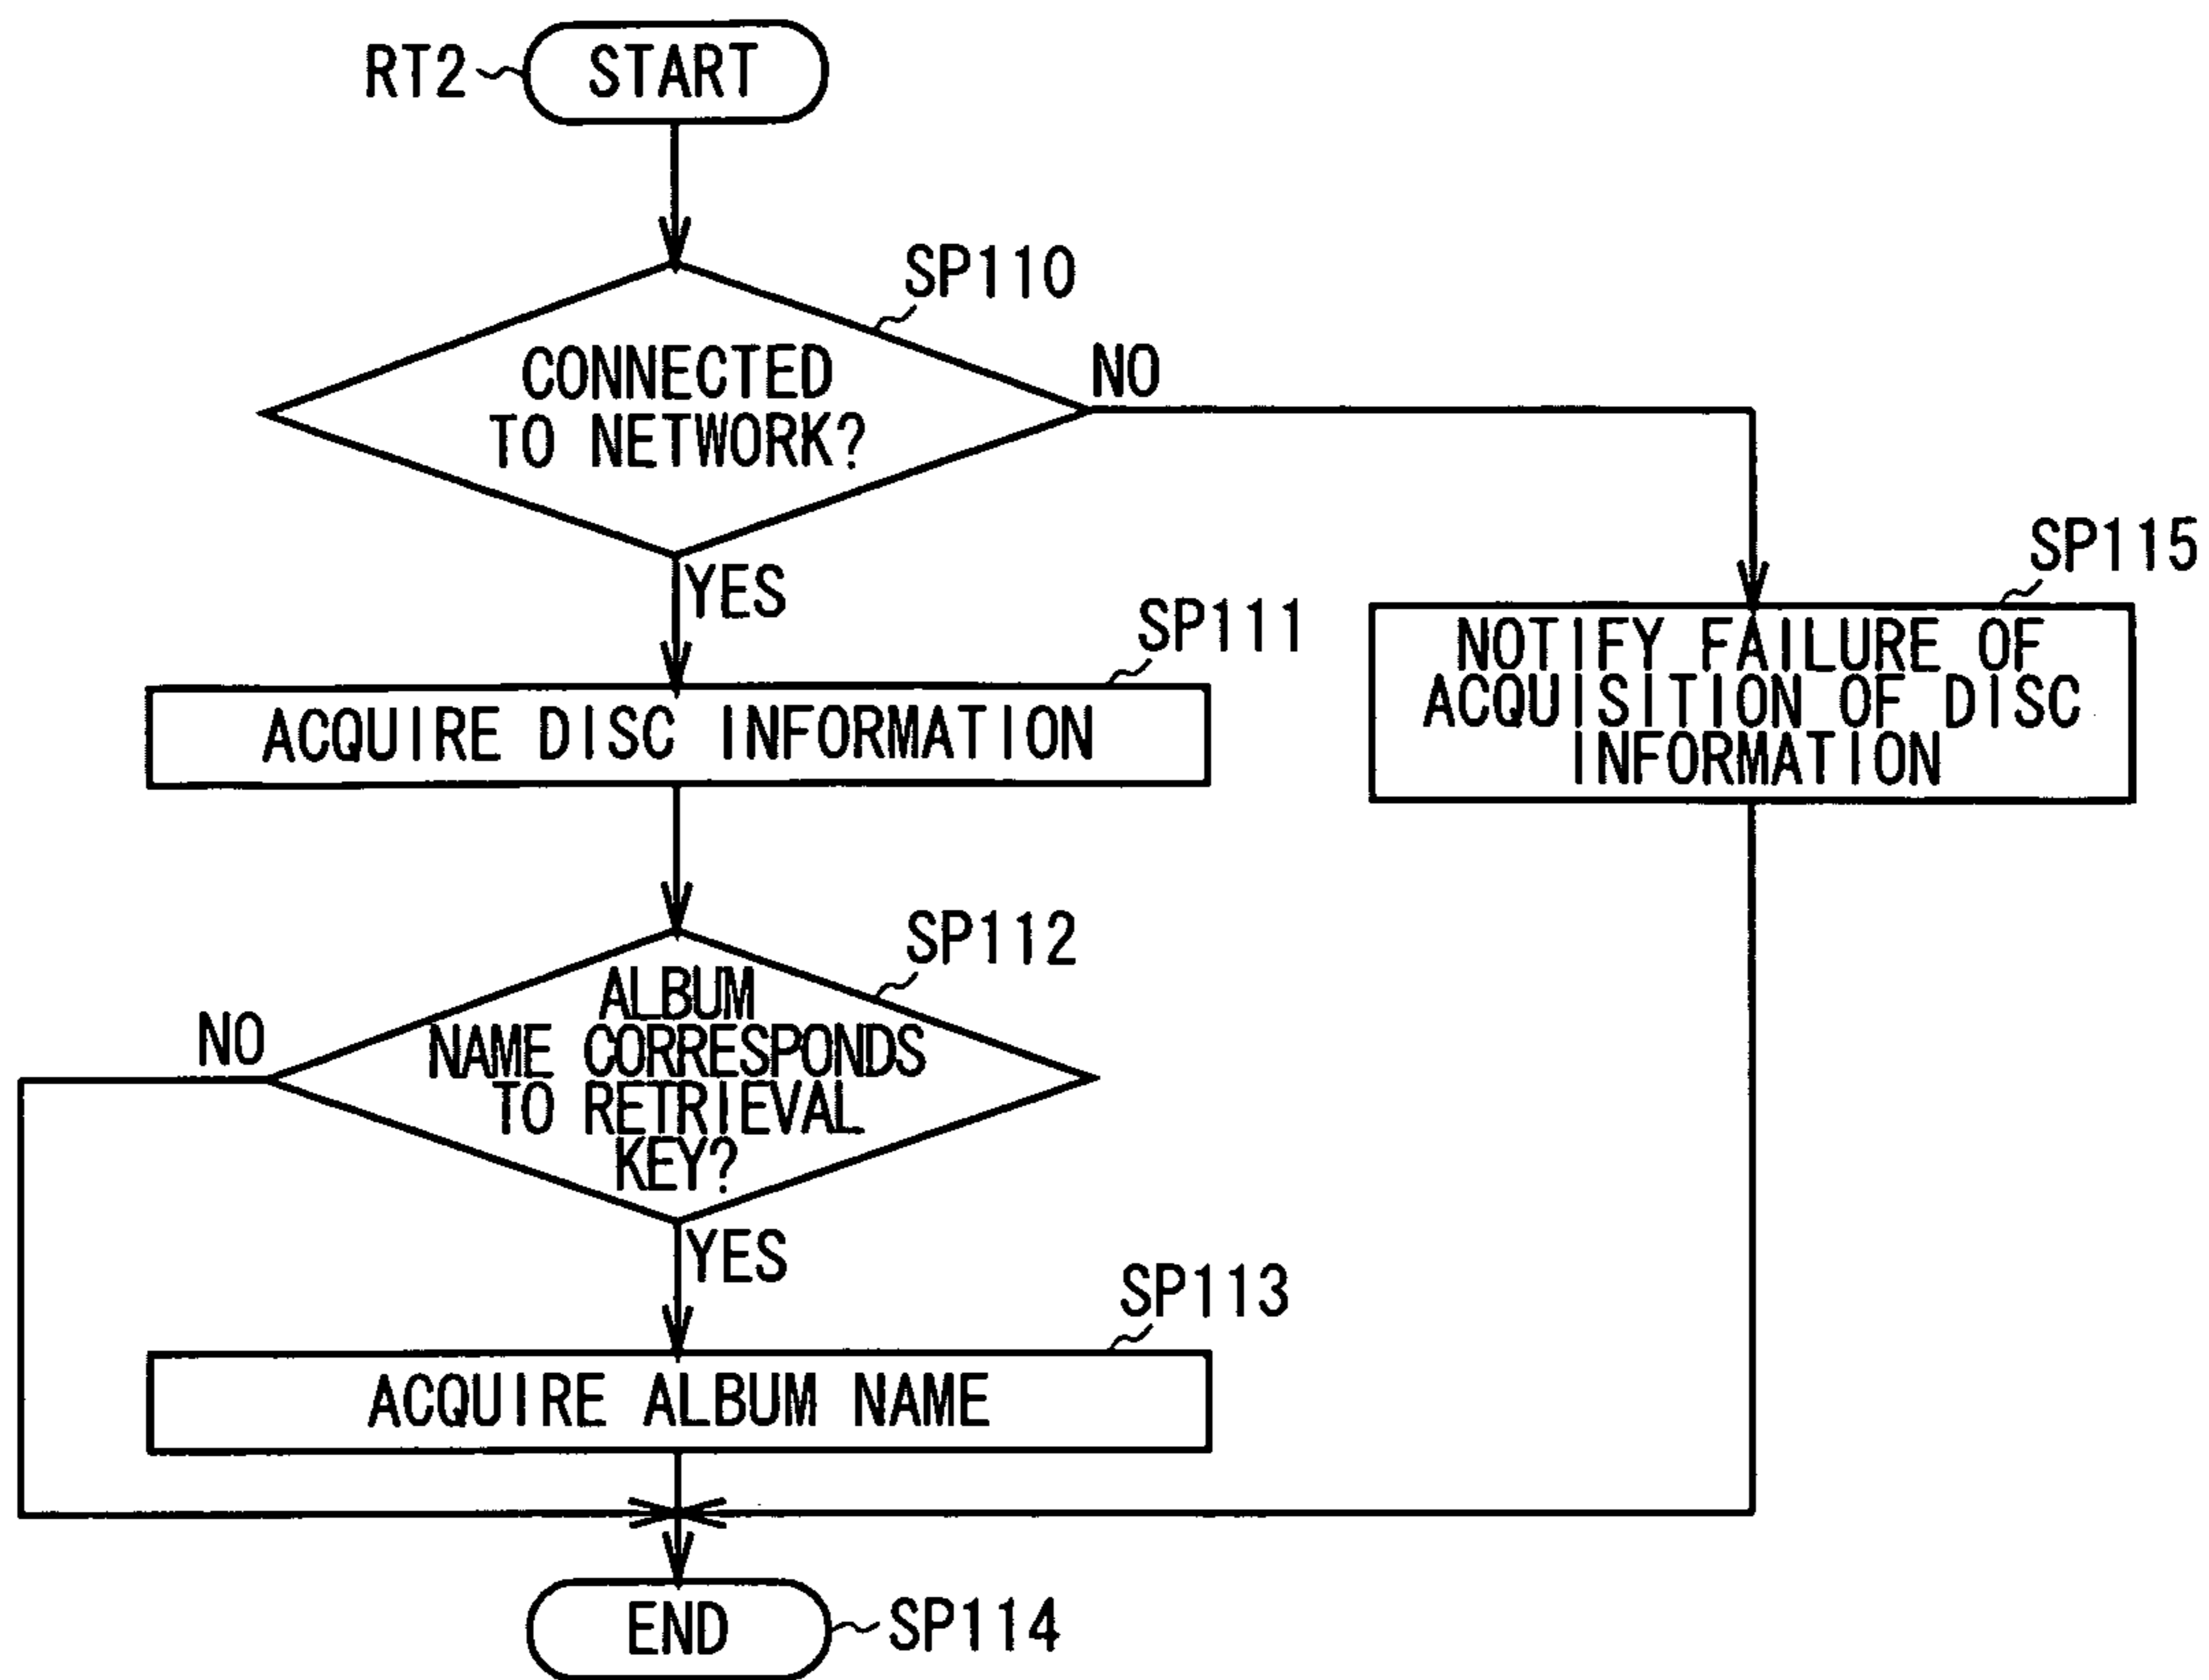 RT2
START
SP110
CONNECTED
TO NETWORK?
NO
YES
SP111
ACQUIRE DISC INFORMATION
SP115
NOTIFY FAILURE OF
ACQUISITION OF DISC
INFORMATION
SP112
ALBUM
NAME CORRESPONDS
TO RETRIEVAL
KEY?
NO
YES
SP113
ACQUIRE ALBUM NAME
END
SP114